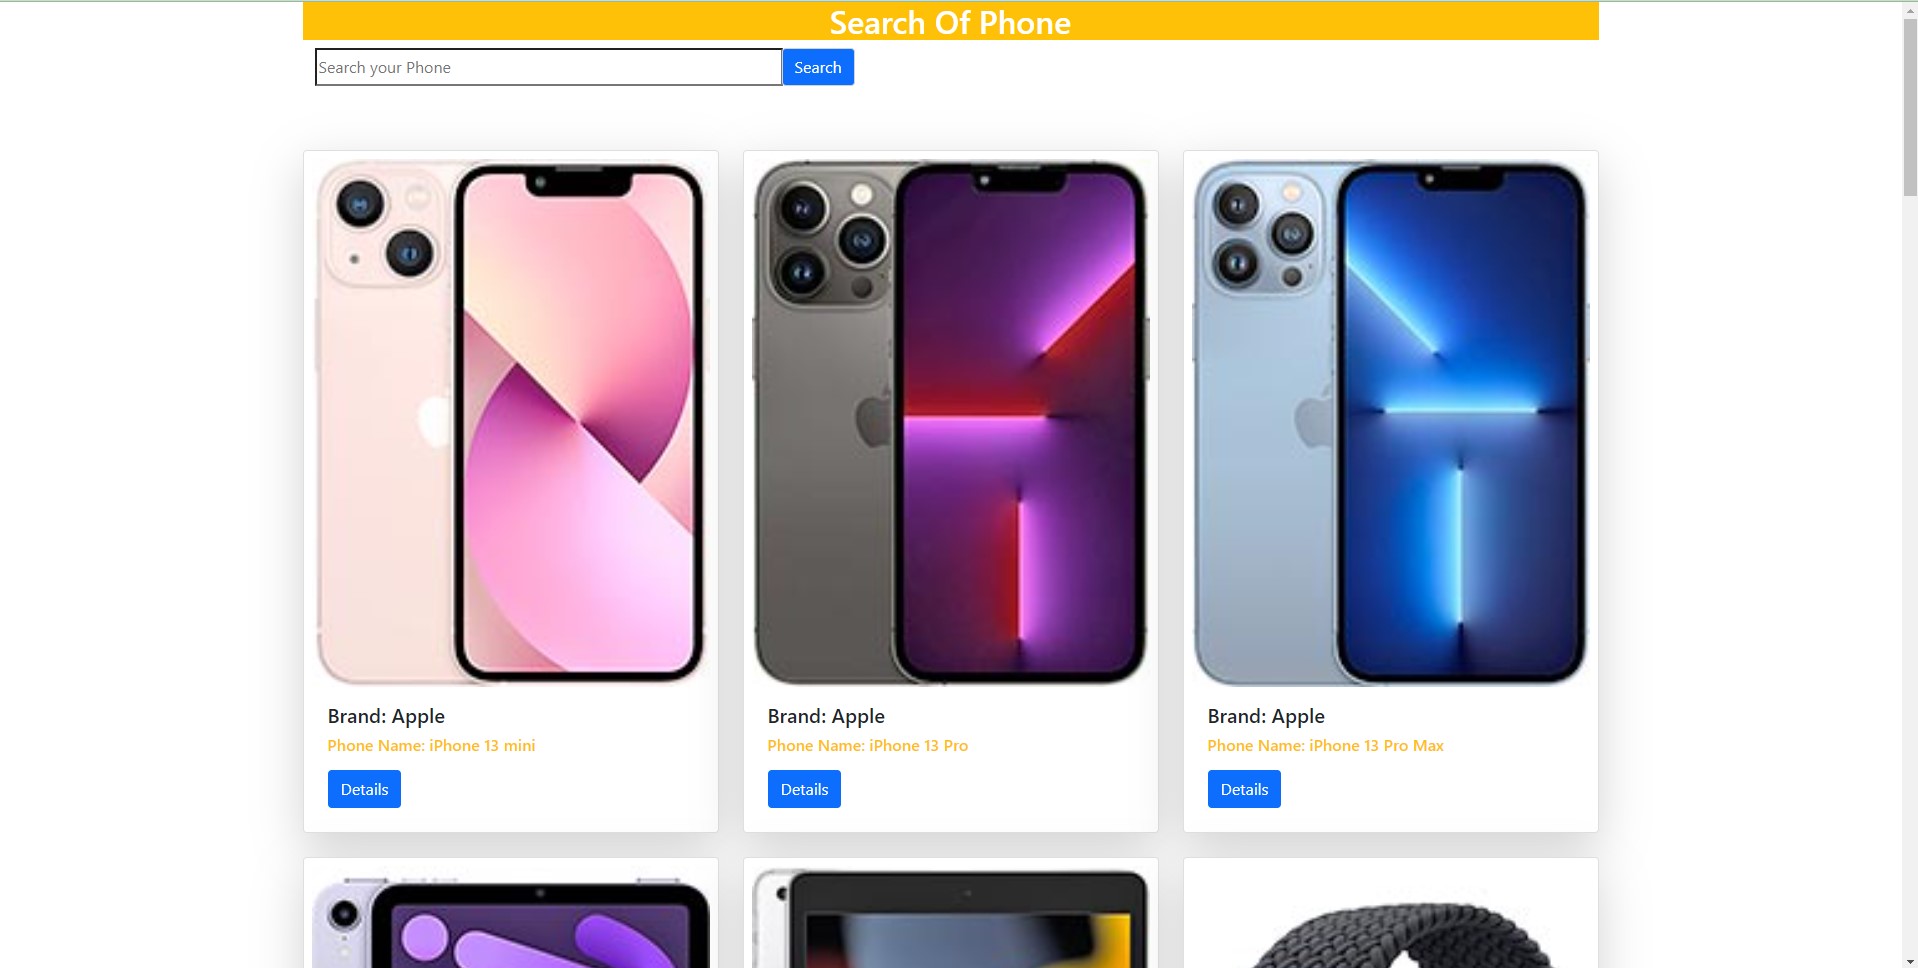 Search Of Phone
Search your Phone Search
Brand: Apple
Phone Name: iPhone 13 mini
Details
Brand: Apple
Phone Name: iPhone 13 Pro
Details
Brand: Apple
Phone Name: iPhone 13 Pro Max
Details